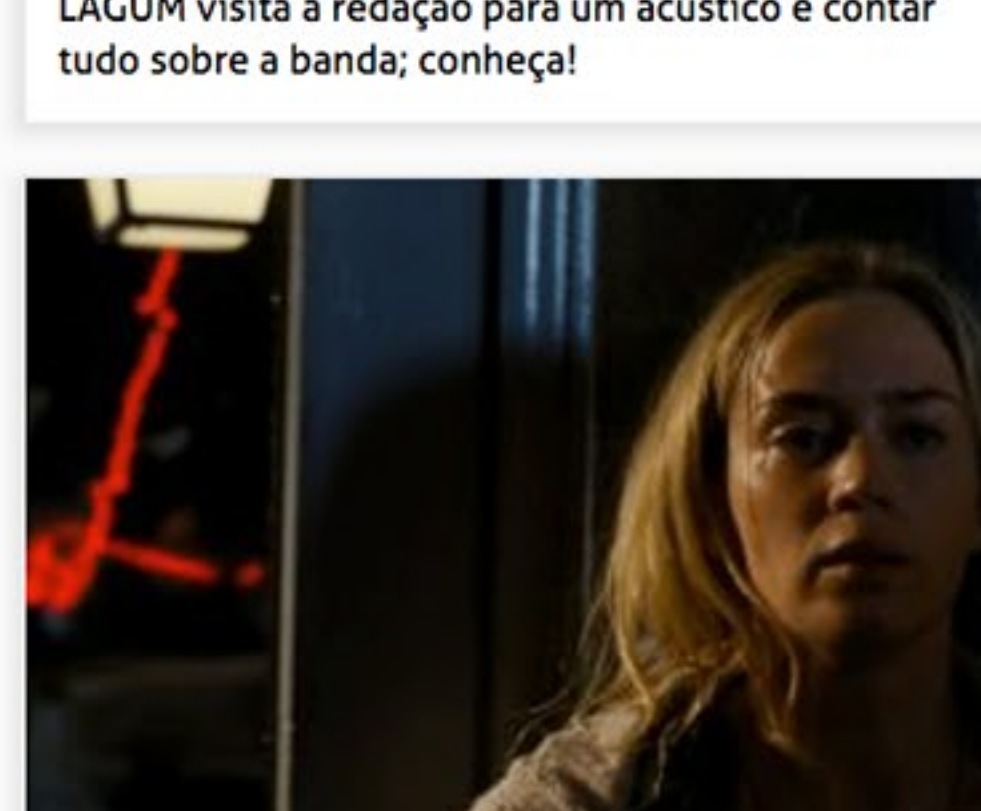 LAGUM visita a redação para um acústico e contar
tudo sobre a banda; conheça!